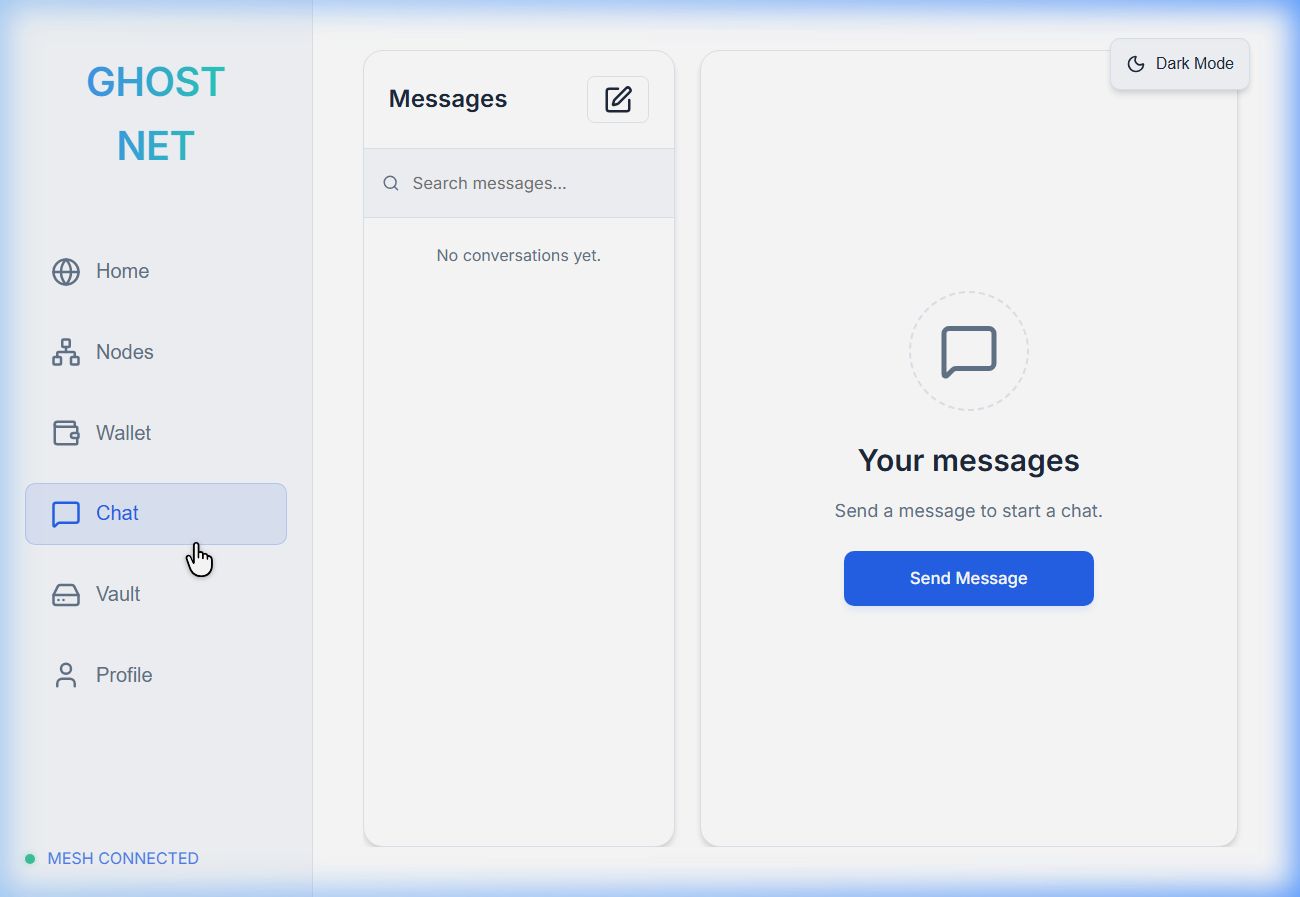 GHOST
NET
Home
Nodes
Wallet
Chat
Vault
Profile
MESH CONNECTED
Messages
Search messages...
No conversations yet.
Dark Mode
Your messages
Send a message to start a chat.
Send Message